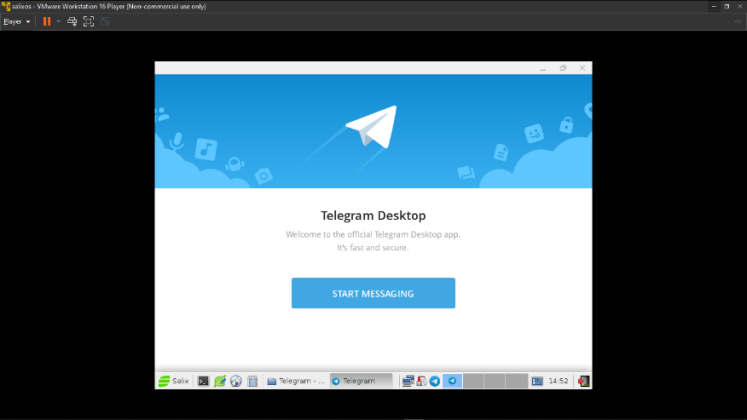 salixos - VMware Workstation 16 Player (Non-commercial use only)
Player
Telegram Desktop
Welcome to the official Telegram Desktop app.
It's fast and secure.
START MESSAGING
Salix Telegram - ... Telegram 14:52